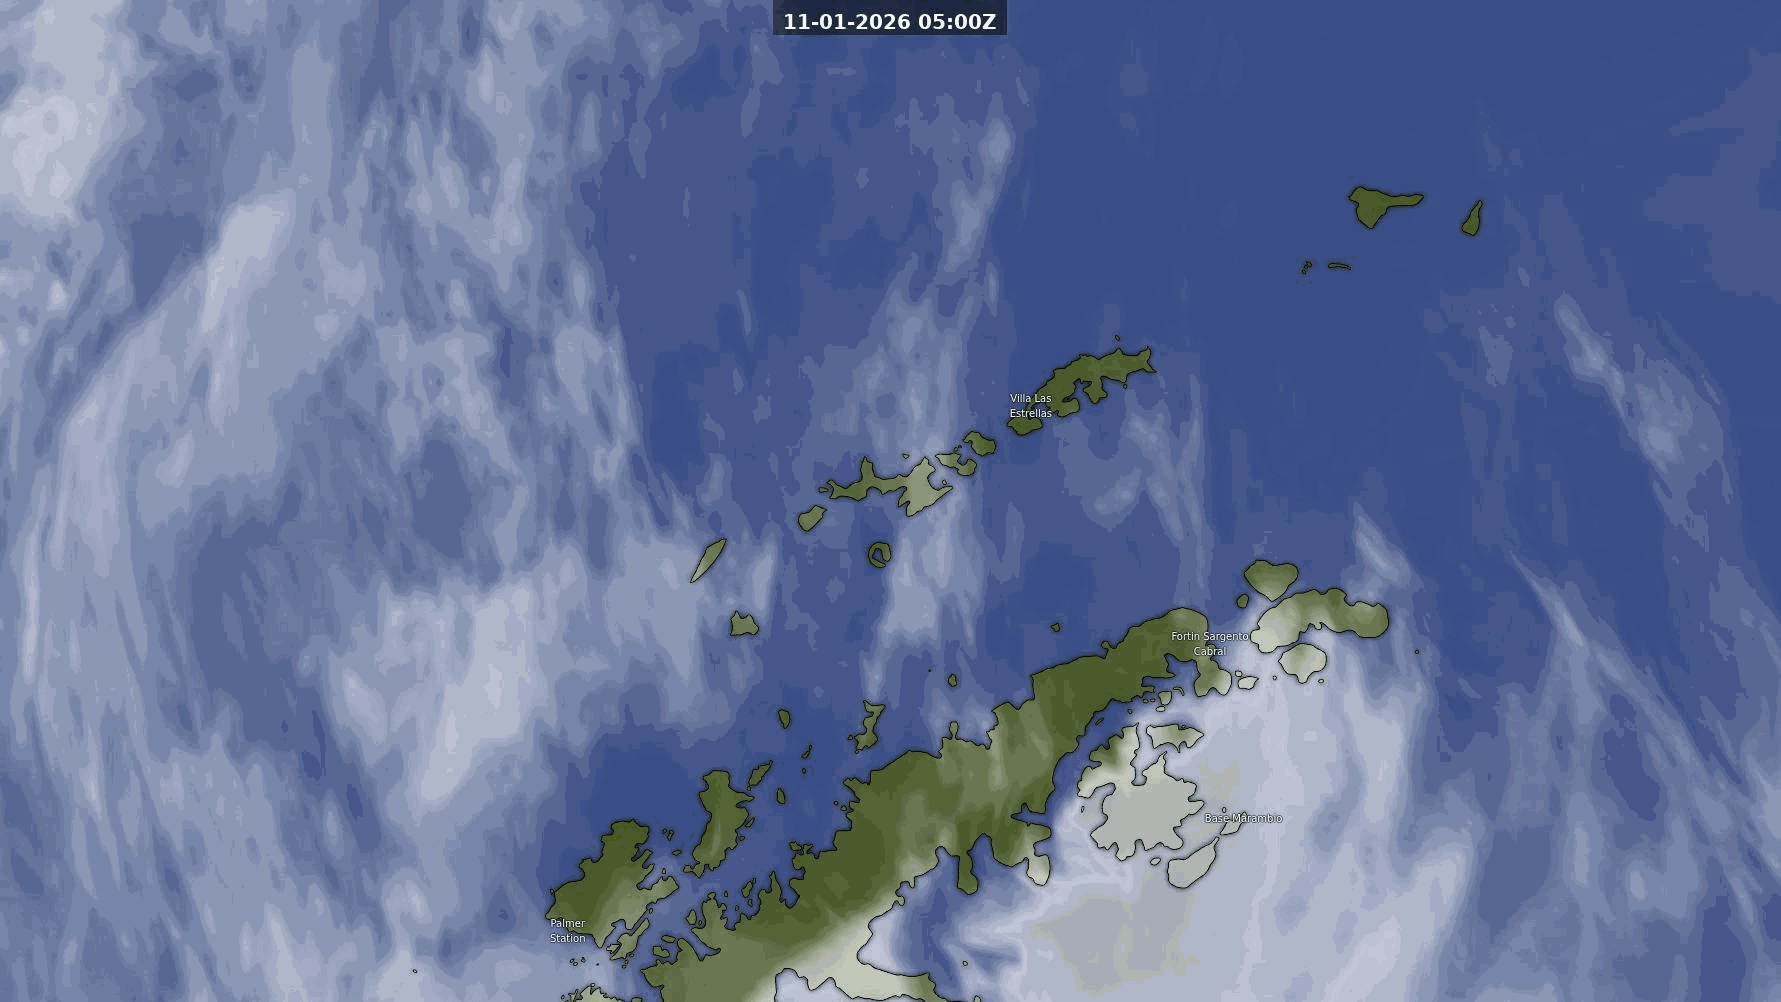 11-01-2026 05:00Z
Villa Las
Estrellas
Fortin Sargento
Cabral
Base Marambio
Palmer
Station